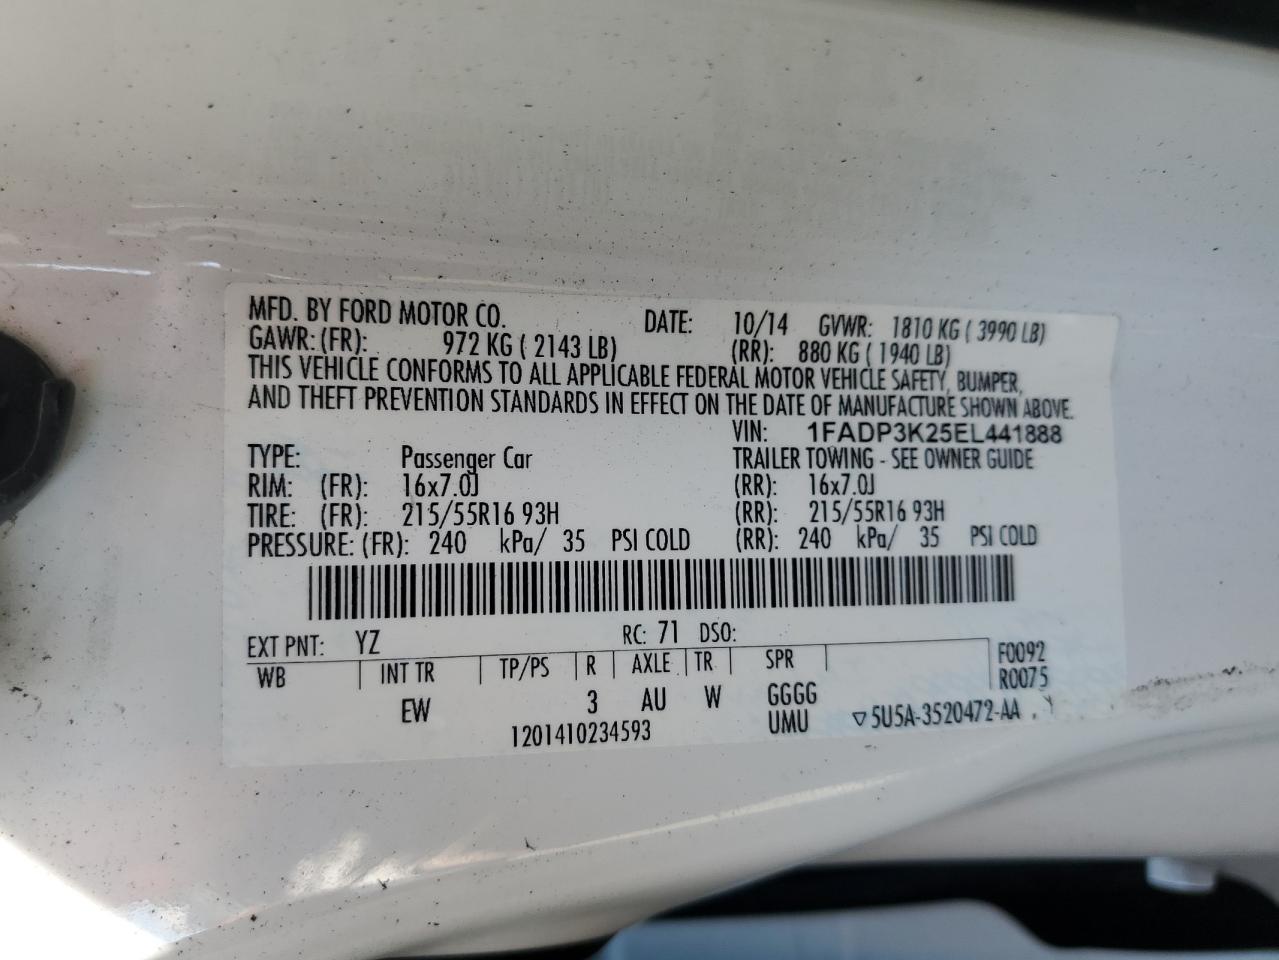 MFD. BY FORD MOTOR CO. DATE: 10/14 GVWR: 1810 KG ( 3990 LB)
GAWR: (FR): 972 KG ( 2143 LB) (RR): 880 KG ( 1940 LB)
THIS VEHICLE CONFORMS TO ALL APPLICABLE FEDERAL MOTOR VEHICLE SAFETY, BUMPER,
AND THEFT PREVENTION STANDARDS IN EFFECT ON THE DATE OF MANUFACTURE SHOWN ABOVE.
VIN: 1FADP3K25EL441888
TYPE: Passenger Car TRAILER TOWING - SEE OWNER GUIDE
RIM: (FR): 16x7.0J (RR): 16x7.0J
TIRE: (FR): 215/55R16 93H (RR): 215/55R16 93H
PRESSURE: (FR): 240 kPa/ 35 PSI COLD (RR): 240 kPa/ 35 PSI COLD
EXT PNT: YZ RC: 71 DSO:
WB INT TR TP/PS R AXLE TR SPR F0092
R0075
EW 3 AU W GGGG
1201410234593 UMU ▽5U5A-3520472-AA